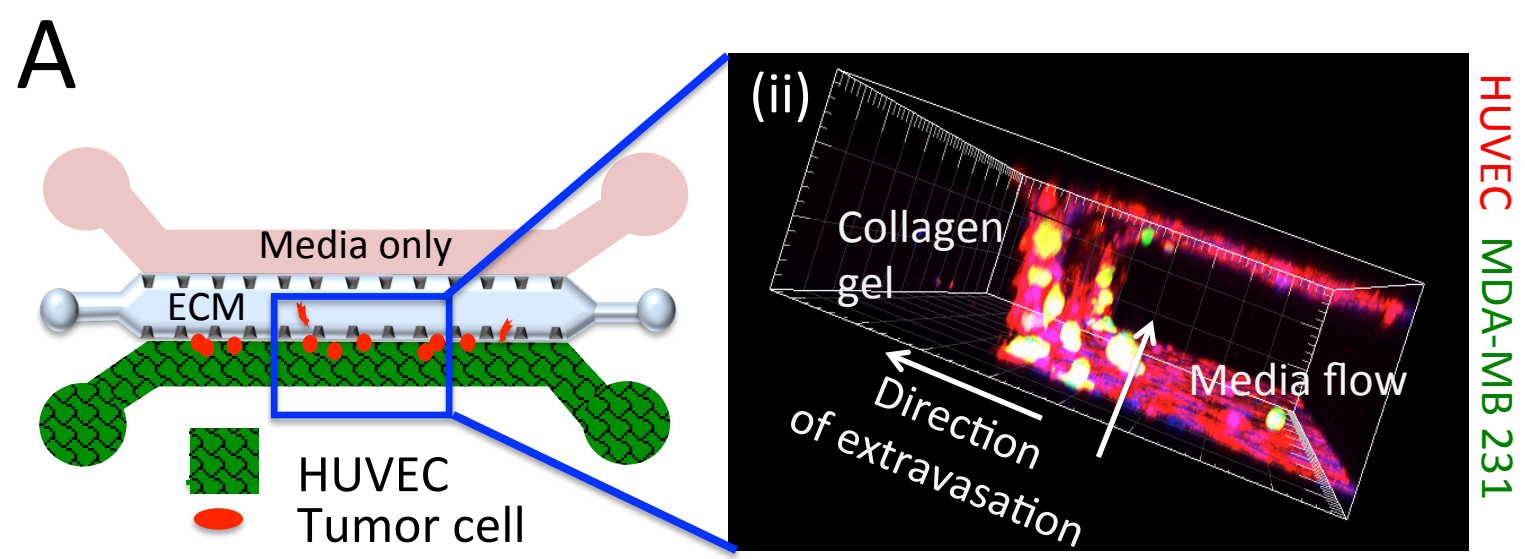 A
Media only
ECM
HUVEC
Tumor cell
(ii)
Collagen
gel
Media flow
Direction
of extravasation
HUVEC MDA-MB 231